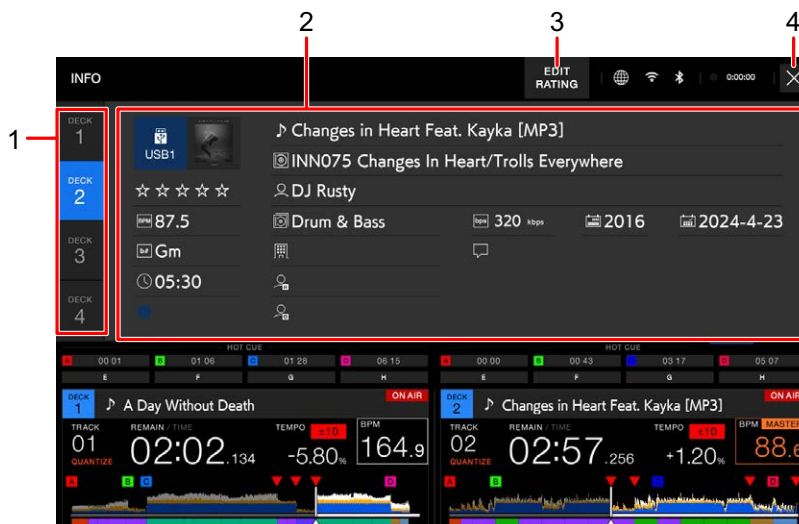 2 3 4
INFO EDIT RATING 0:00:00
1
DECK 1
DECK 2
DECK 3
DECK 4
USB1
Changes in Heart Feat. Kayka [MP3]
INN075 Changes In Heart/Trolls Everywhere
DJ Rusty
BPM 87.5 Drum & Bass bps 320 kbps 2016 2024-4-23
Gm
05:30
HOT CUE HOT CUE
A 00 01 B 01 06 C 01 28 D 06 15 A 00 00 B 00 43 C 03 17 D 05 07
E F G H E F G H
DECK 1 A Day Without Death ON AIR
TRACK 01 QUANTIZE REMAIN / TIME 02:02.134 TEMPO ±10 -5.80% BPM 164.9
A B C D
DECK 2 Changes in Heart Feat. Kayka [MP3] ON AIR
TRACK 02 QUANTIZE REMAIN / TIME 02:57.256 TEMPO ±10 +1.20% BPM MASTER 88.6
A B C D